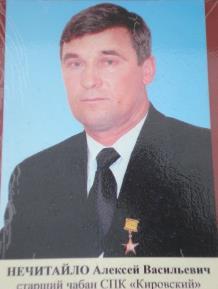 НЕЧИТАЙЛО Алексей Васильевич
старший чабан СПК «Кировский»